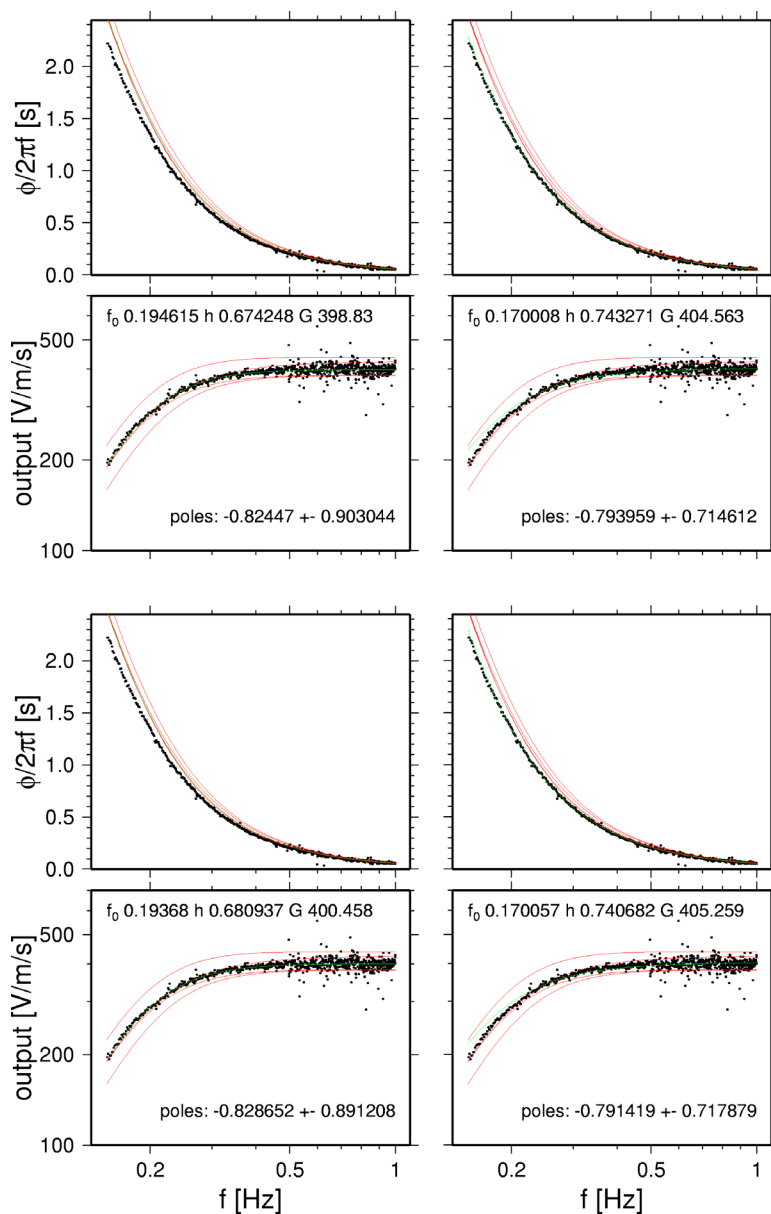 2.0
1.5
1.0
0.5
0.0
ϕ/2πf [s]
500
200
100
output [V/m/s]
f0 0.194615 h 0.674248 G 398.83
poles: -0.82447 +- 0.903044
f0 0.170008 h 0.743271 G 404.563
poles: -0.793959 +- 0.714612
2.0
1.5
1.0
0.5
0.0
ϕ/2πf [s]
500
200
100
output [V/m/s]
f0 0.19368 h 0.680937 G 400.458
poles: -0.828652 +- 0.891208
f0 0.170057 h 0.740682 G 405.259
poles: -0.791419 +- 0.717879
0.2 0.5 1
0.2 0.5 1
f [Hz]
f [Hz]